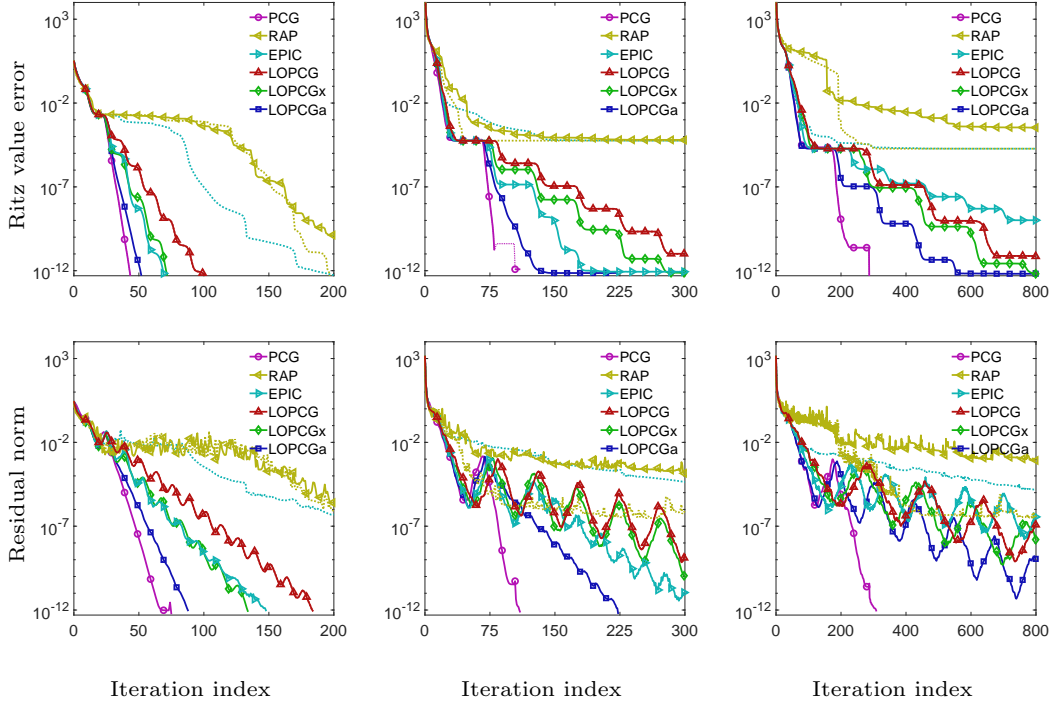 Ritz value error
10^3
10^-2
10^-7
10^-12
0 50 100 150 200
PCG
RAP
EPIC
LOPCG
LOPCGx
LOPCGa
10^3
10^-2
10^-7
10^-12
0 75 150 225 300
PCG
RAP
EPIC
LOPCG
LOPCGx
LOPCGa
10^3
10^-2
10^-7
10^-12
0 200 400 600 800
PCG
RAP
EPIC
LOPCG
LOPCGx
LOPCGa
Residual norm
10^3
10^-2
10^-7
10^-12
0 50 100 150 200
PCG
RAP
EPIC
LOPCG
LOPCGx
LOPCGa
10^3
10^-2
10^-7
10^-12
0 75 150 225 300
PCG
RAP
EPIC
LOPCG
LOPCGx
LOPCGa
10^3
10^-2
10^-7
10^-12
0 200 400 600 800
PCG
RAP
EPIC
LOPCG
LOPCGx
LOPCGa
Iteration index
Iteration index
Iteration index